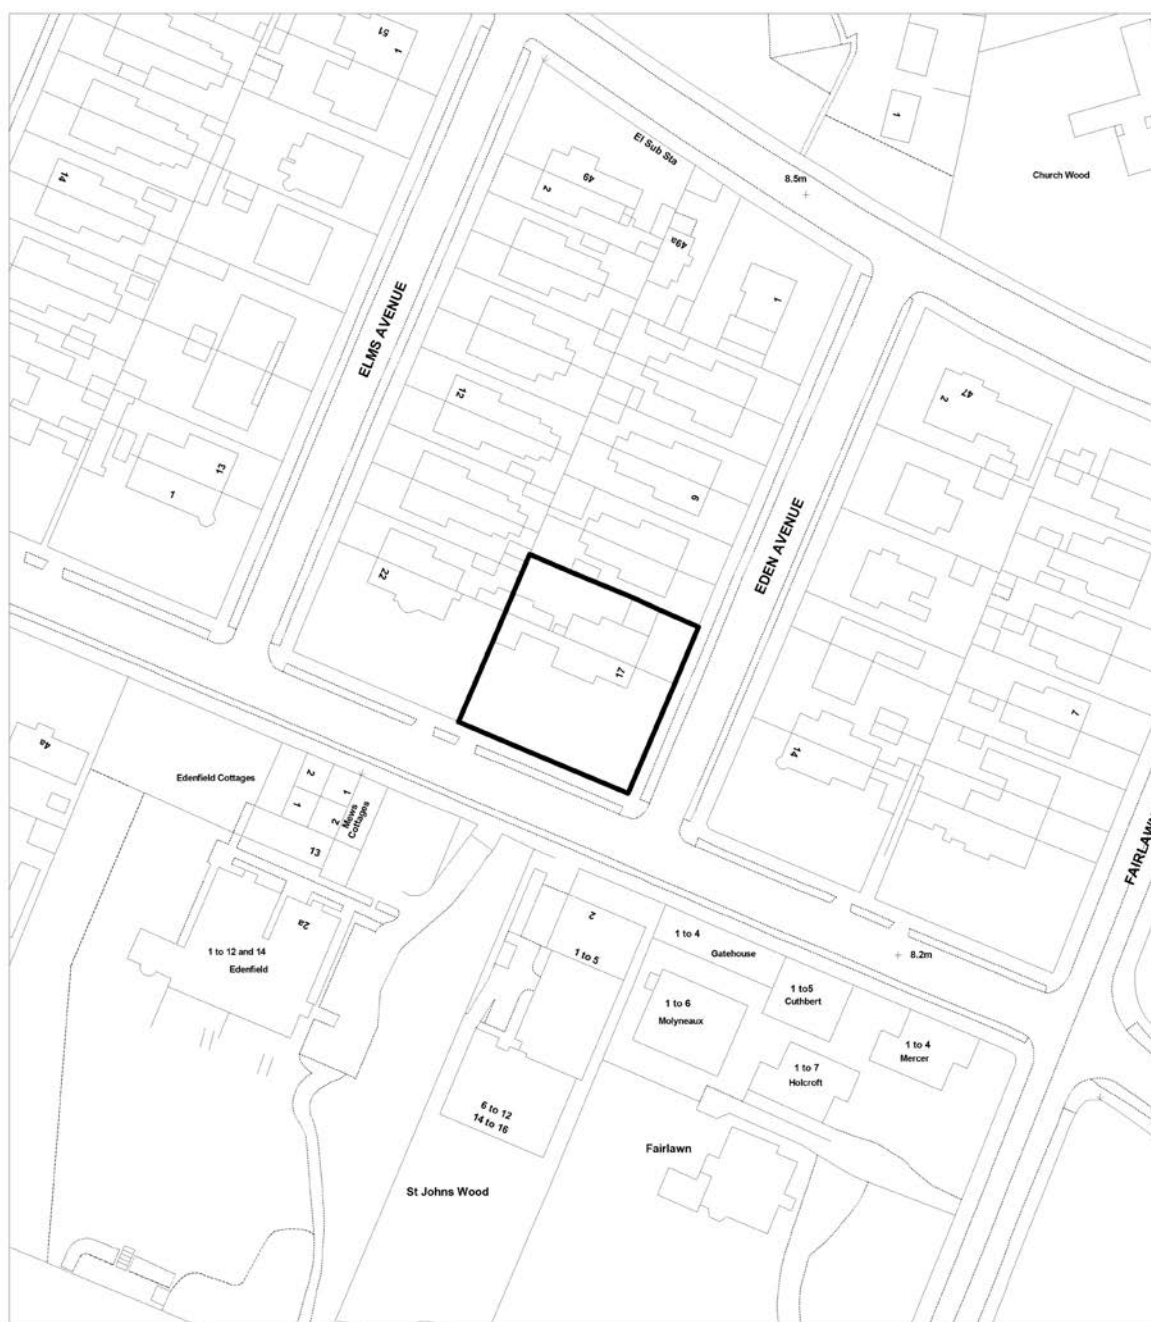 51
1
1
El Sub Sta
8.5m
Church Wood
14
49
2
49a
1
ELMS AVENUE
12
47
2
13
1
9
EDEN AVENUE
22
17
7
14
4a
Edenfield Cottages
2
1
1
2
Mews
Cottages
13
FAIRLAWN
2a
2
1 to 4
Gatehouse
8.2m
1 to 12 and 14
Edenfield
1 to 5
1 to 6
Molyneaux
1 to5
Cuthbert
1 to 4
Mercer
1 to 7
Holcroft
6 to 12
14 to 16
Fairlawn
St Johns Wood